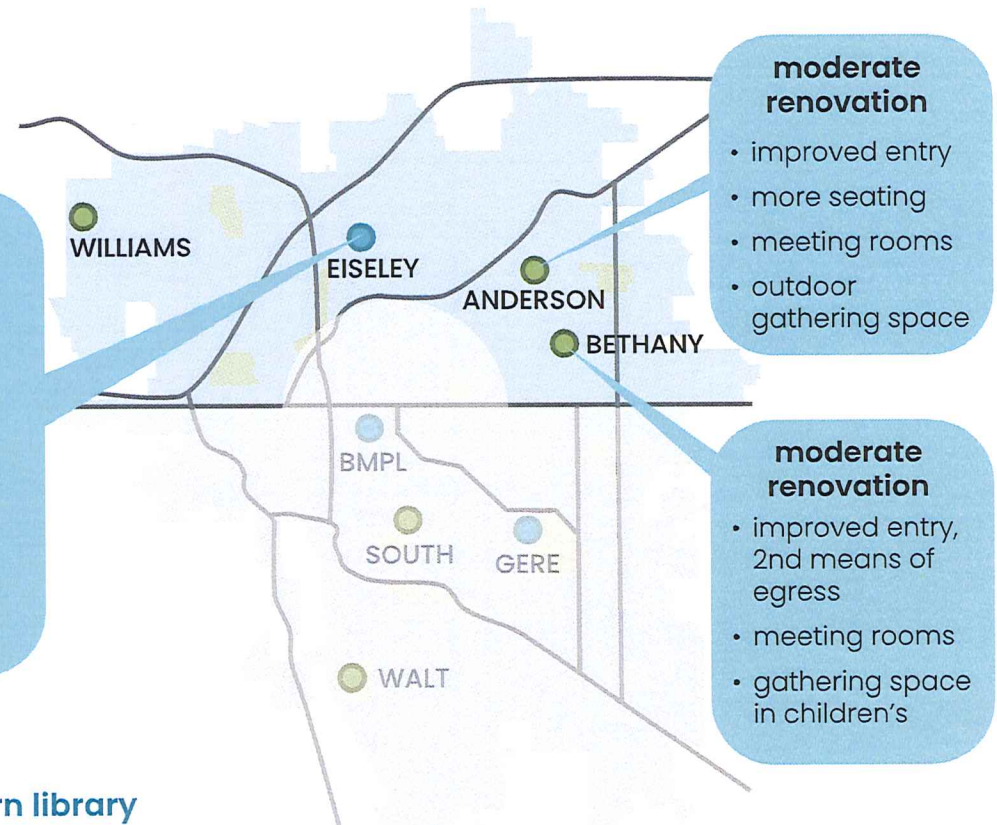 moderate
renovation
• improved entry
• more seating
• meeting rooms
• outdoor
gathering space
WILLIAMS
EISELEY
ANDERSON
BETHANY
BMPL
SOUTH
GERE
WALT
moderate
renovation
• improved entry,
2nd means of
egress
• meeting rooms
• gathering space
in children's
library